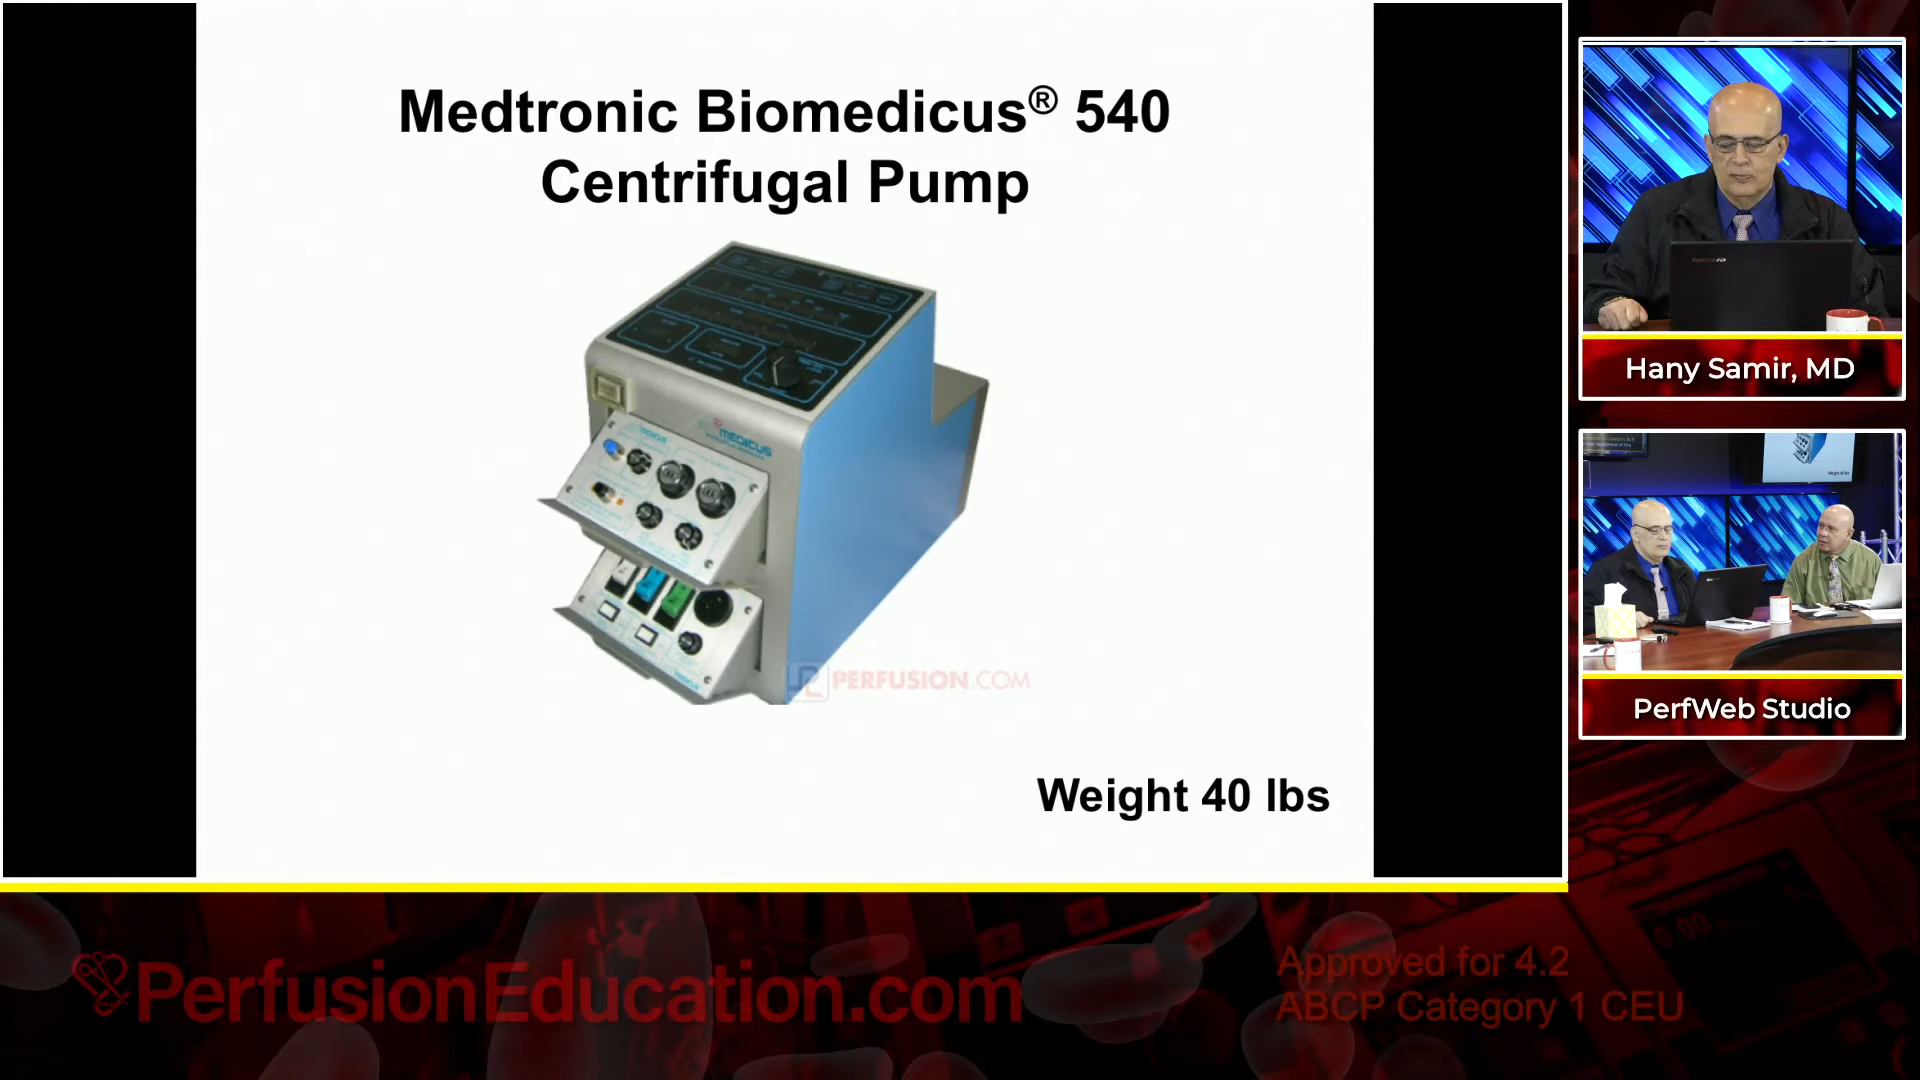 Medtronic Biomedicus® 540
Centrifugal Pump
MEDICUS
PERFUSION.COM
Weight 40 lbs
Hany Samir, MD
PerfWeb Studio
PerfusionEducation.com
Approved for 4.2
ABCP Category 1 CEU